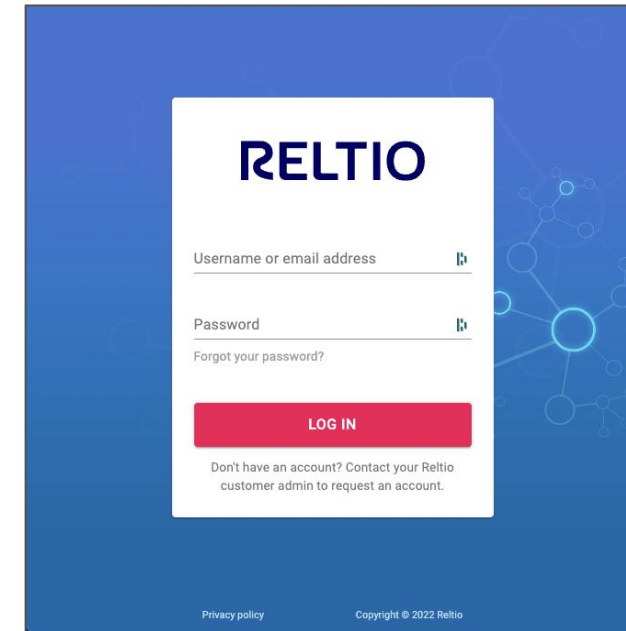 RELTIO
Username or email address
Password
Forgot your password?
LOG IN
Don't have an account? Contact your Reltio
customer admin to request an account.
Privacy policy
Copyright © 2022 Reltio